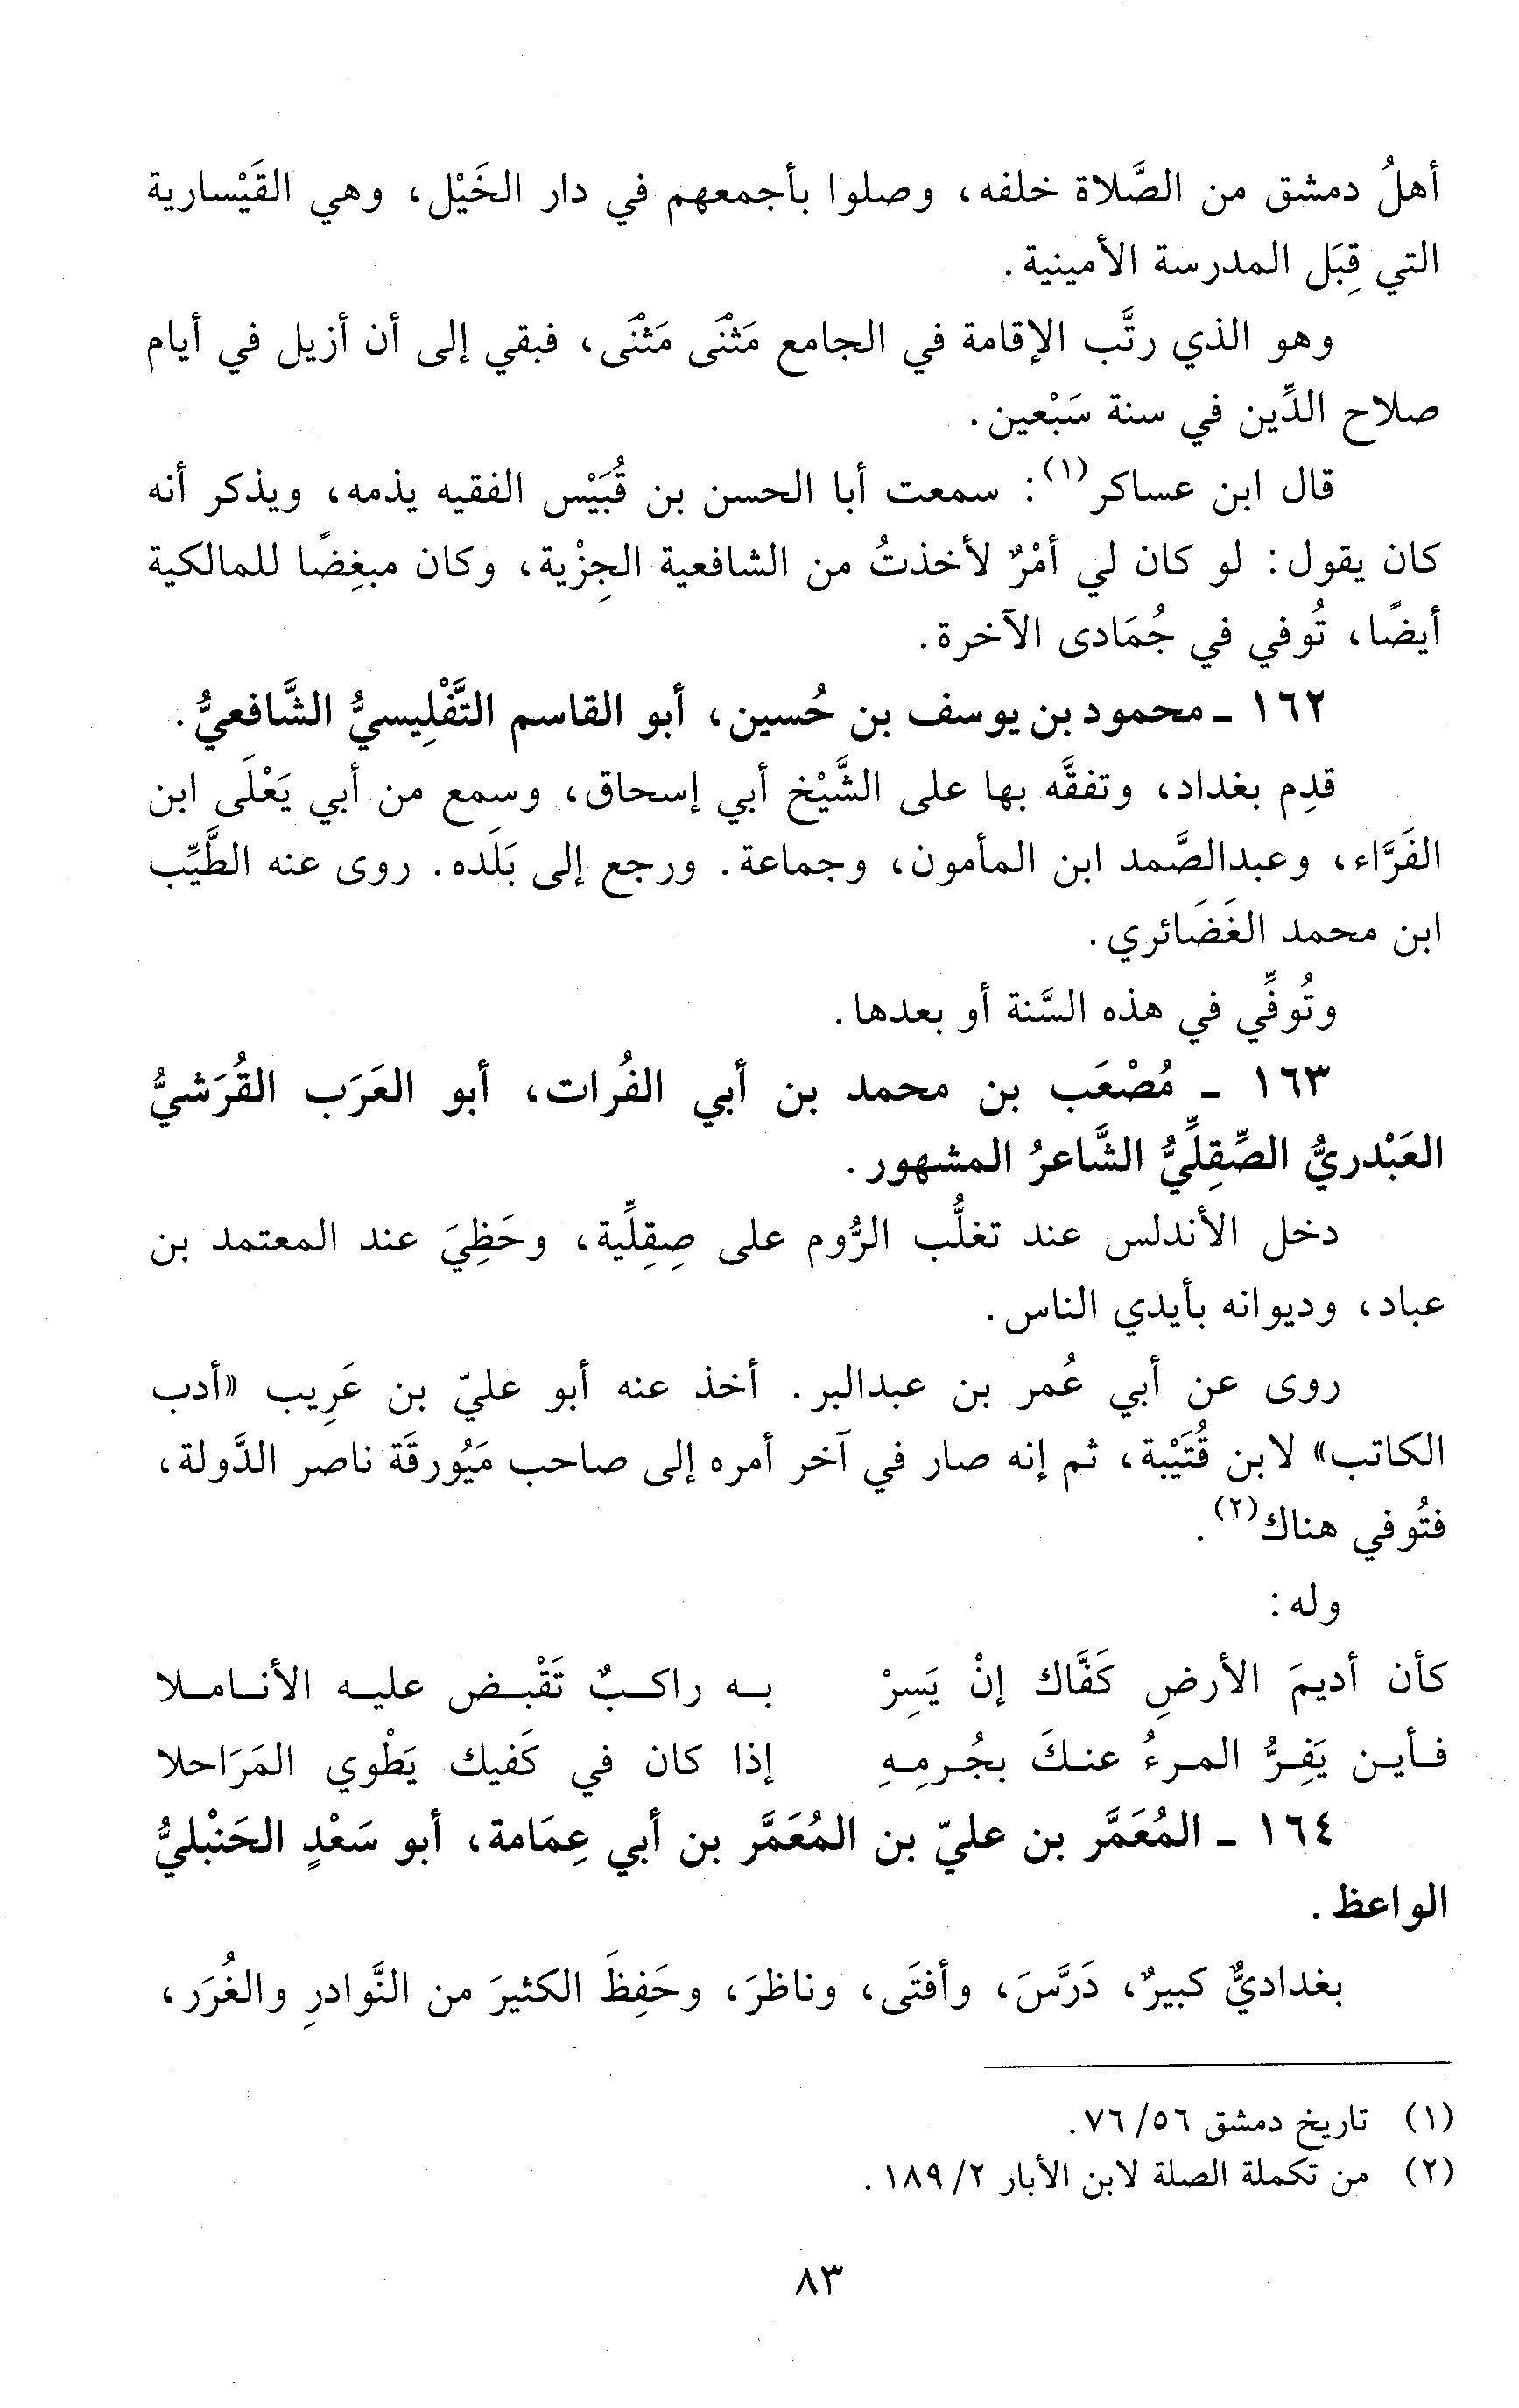 أهلُ دمشق من الصَّلاة خلفه، وصلوا بأجمعهم في دار الخَيْل، وهي القَيْسارية
التي قِبَل المدرسة الأمينية.
وهو الذي رتَّب الإقامة في الجامع مَثْنَى مَثْنَى، فبقي إلى أن أزيل في أيام
صلاح الدِّين في سنة سَبْعين.
قال ابن عساكر(١): سمعت أبا الحسن بن قُبَيْس الفقيه يذمه، ويذكر أنه
كان يقول: لو كان لي أمْرٌ لأخذتُ من الشافعية الجِزْية، وكان مبغِضًا للمالكية
أيضًا، تُوفي في جُمَادى الآخرة.
١٦٢ - محمود بن يوسف بن حُسين، أبو القاسم التَّفْلِيسيُّ الشَّافعيُّ.
قدِم بغداد، وتفقَّه بها على الشَّيْخ أبي إسحاق، وسمع من أبي يَعْلَى ابن
الفَرَّاء، وعبدالصَّمد ابن المأمون، وجماعة. ورجع إلى بَلَده. روى عنه الطَّيِّب
ابن محمد الغَضَائري.
وتُوفِّي في هذه السَّنة أو بعدها.
١٦٣ - مُصْعَب بن محمد بن أبي الفُرات، أبو العَرَب القُرَشيُّ
العَبْدريُّ الصِّقِلِّيُّ الشَّاعرُ المشهور.
دخل الأندلس عند تغلُّب الرُّوم على صِقِلِّية، وحَظِيَ عند المعتمد بن
عباد، وديوانه بأيدي الناس.
روى عن أبي عُمر بن عبدالبر. أخذ عنه أبو عليّ بن عَرِيب «أدب
الكاتب» لابن قُتَيْبة، ثم إنه صار في آخر أمره إلى صاحب مَيُورقَة ناصر الدَّولة،
فتُوفي هناك(٢).
وله:
كأن أديمَ الأرضِ كَفَّاك إنْ يَسِرْ به راكبٌ تَقْبض عليه الأناملا
فأين يَفِرُّ المرءُ عنكَ بجُرمِهِ إذا كان في كَفيك يَطْوي المَرَاحلا
١٦٤ - المُعَمَّر بن عليّ بن المُعَمَّر بن أبي عِمَامة، أبو سَعْدٍ الحَنْبليُّ
الواعظ.
بغداديٌّ كبيرٌ، دَرَّسَ، وأفتَى، وناظرَ، وحَفِظَ الكثيرَ من النَّوادرِ والغُرَر،
(١) تاريخ دمشق ٥٦/ ٧٦.
(٢) من تكملة الصلة لابن الأبار ٢/ ١٨٩.
٨٣